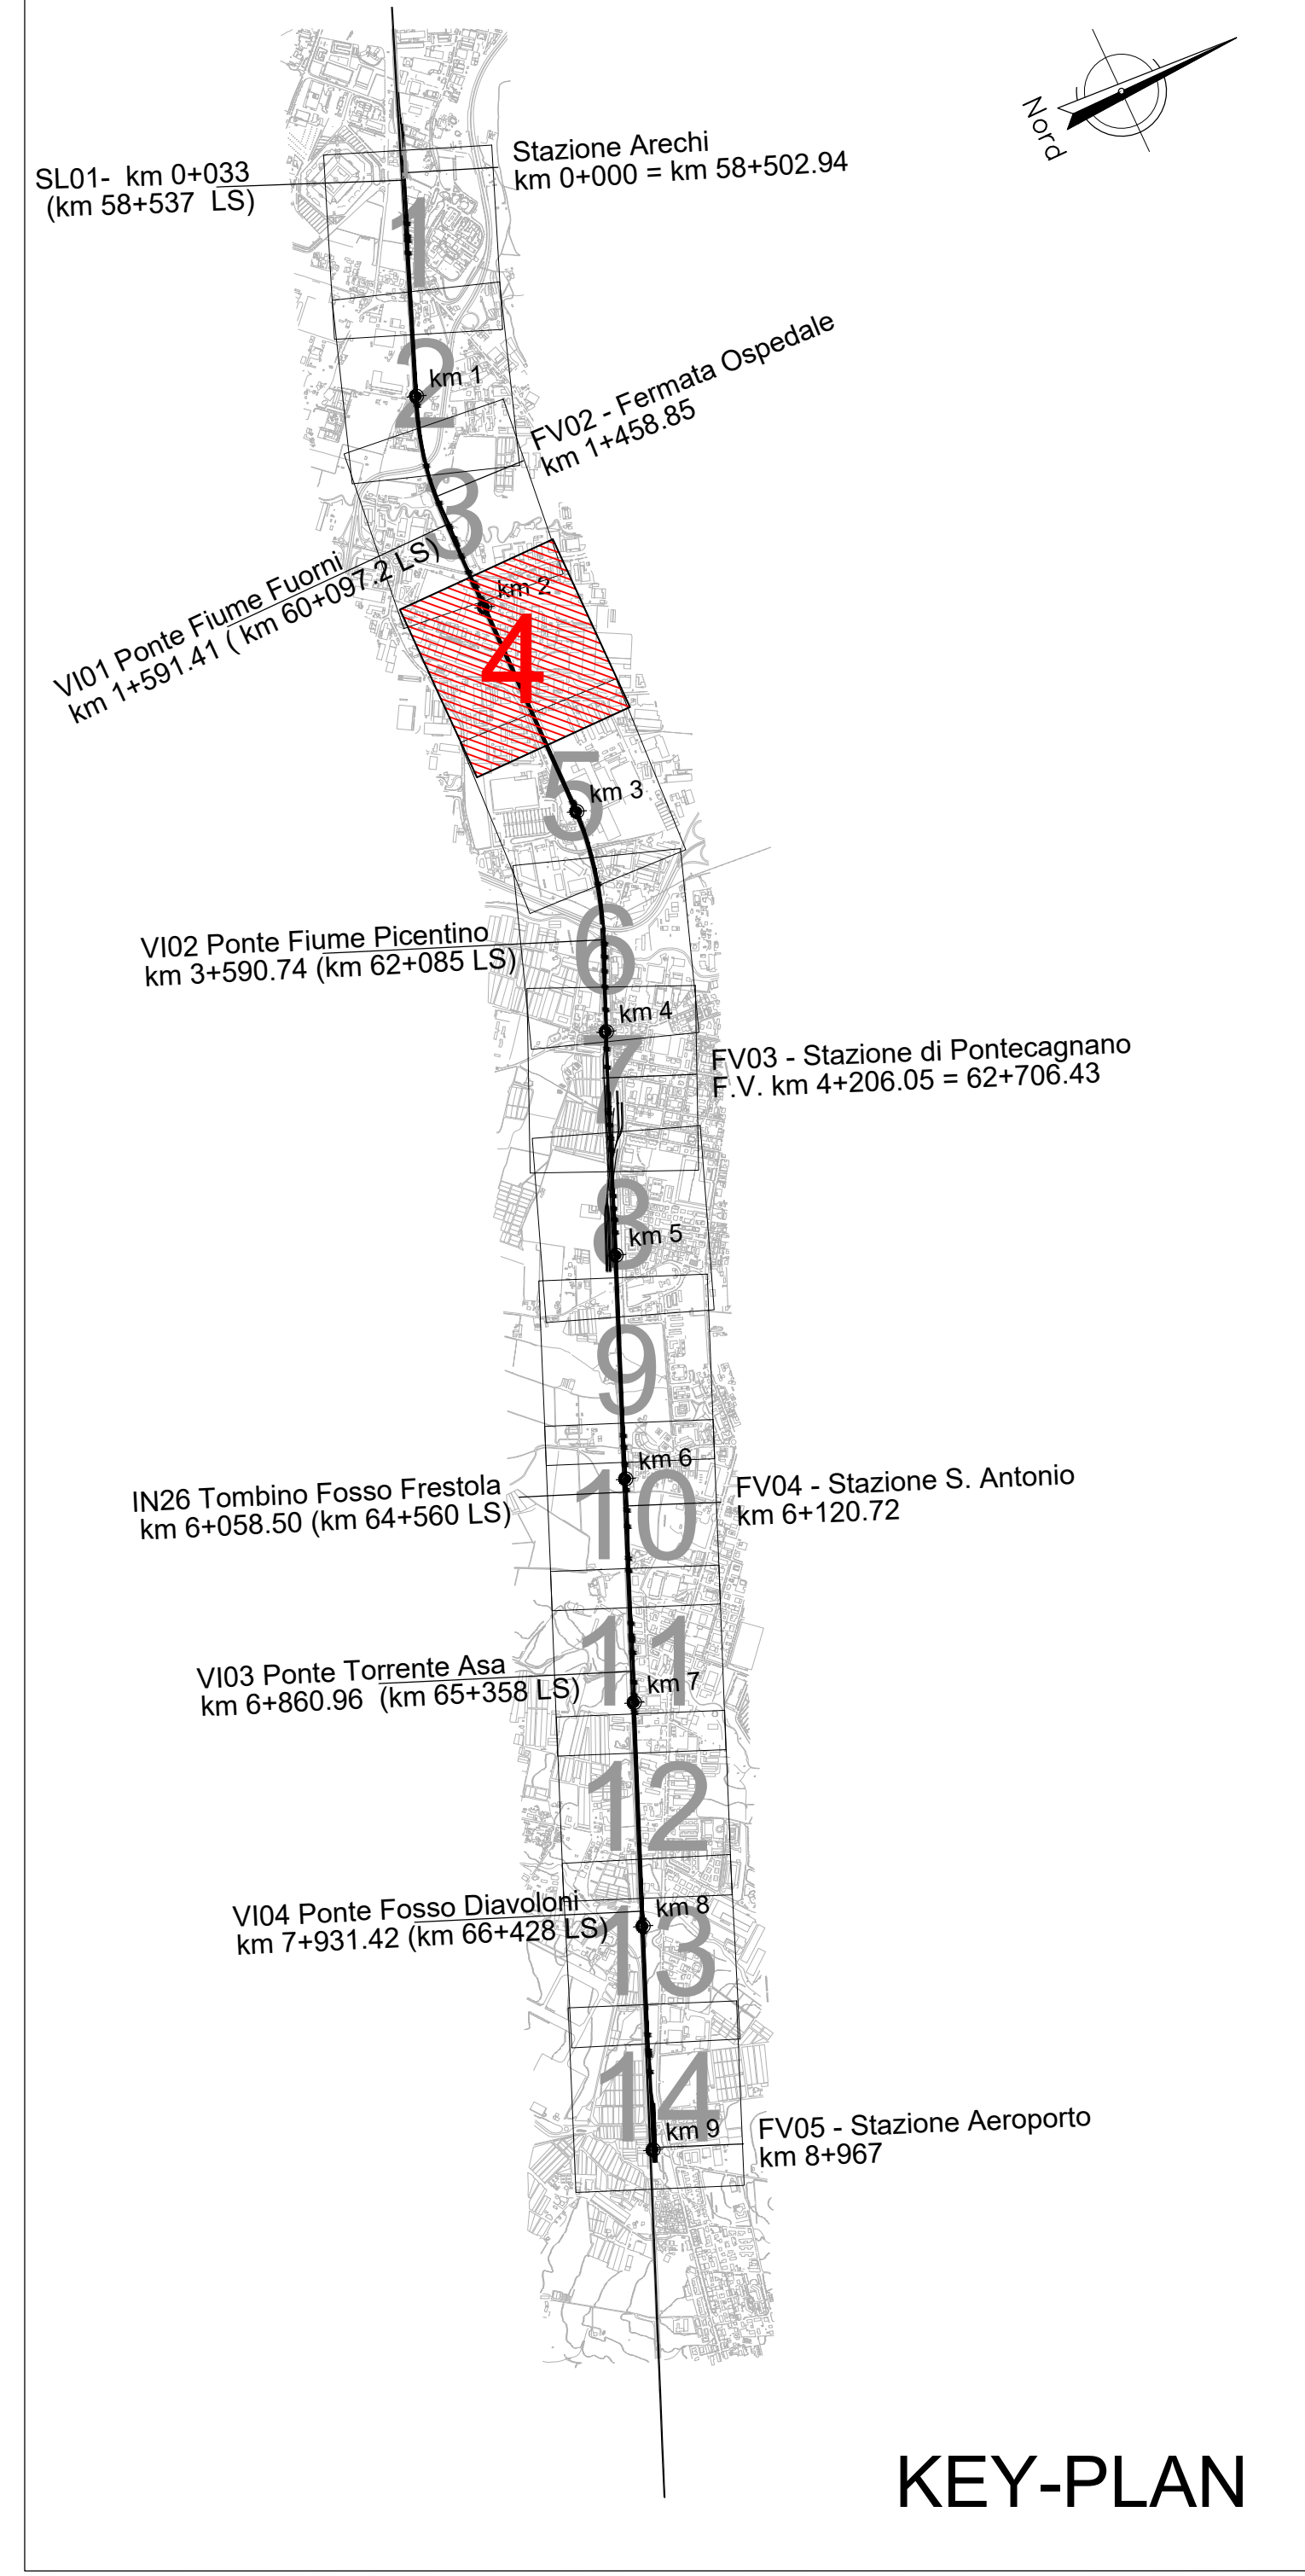 Nord
Stazione Arechi
km 0+000 = km 58+502.94
SL01- km 0+033
(km 58+537 LS)
1
2
km 1
FV02 - Fermata Ospedale
km 1+458.85
3
VI01 Ponte Fiume Fuorni
km 1+591.41 ( km 60+097.2 LS)
km 2
4
5
km 3
VI02 Ponte Fiume Picentino
km 3+590.74 (km 62+085 LS)
6
km 4
7
FV03 - Stazione di Pontecagnano
F.V. km 4+206.05 = 62+706.43
8
km 5
9
km 6
IN26 Tombino Fosso Frestola
km 6+058.50 (km 64+560 LS)
10
FV04 - Stazione S. Antonio
km 6+120.72
11
VI03 Ponte Torrente Asa
km 6+860.96 (km 65+358 LS)
km 7
12
VI04 Ponte Fosso Diavoloni
km 7+931.42 (km 66+428 LS)
km 8
13
14
km 9
FV05 - Stazione Aeroporto
km 8+967
KEY-PLAN